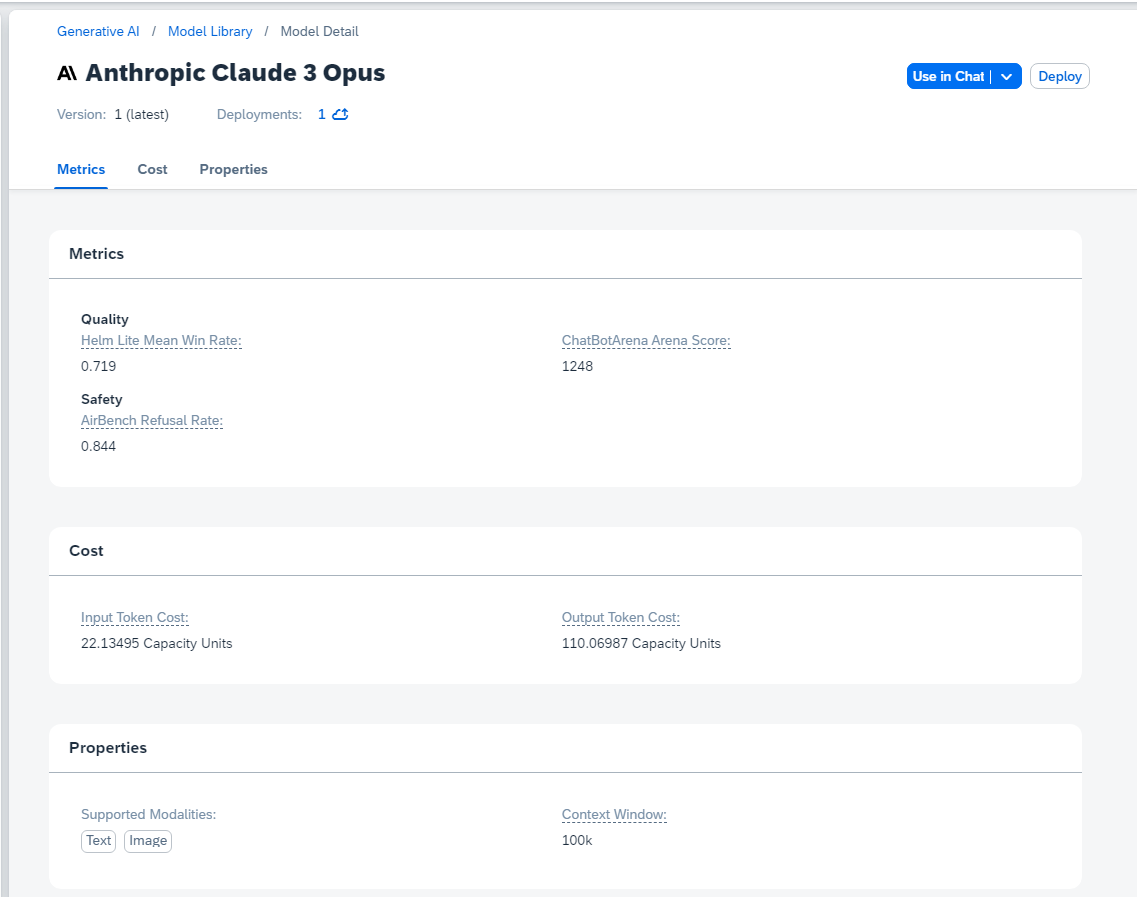 Generative AI / Model Library / Model Detail
Anthropic Claude 3 Opus
Use in Chat
Deploy
Version: 1 (latest) Deployments: 1
Metrics Cost Properties
Metrics
Quality
Helm Lite Mean Win Rate: ChatBotArena Arena Score:
0.719 1248
Safety
AirBench Refusal Rate:
0.844
Cost
Input Token Cost: Output Token Cost:
22.13495 Capacity Units 110.06987 Capacity Units
Properties
Supported Modalities: Context Window:
Text Image 100k